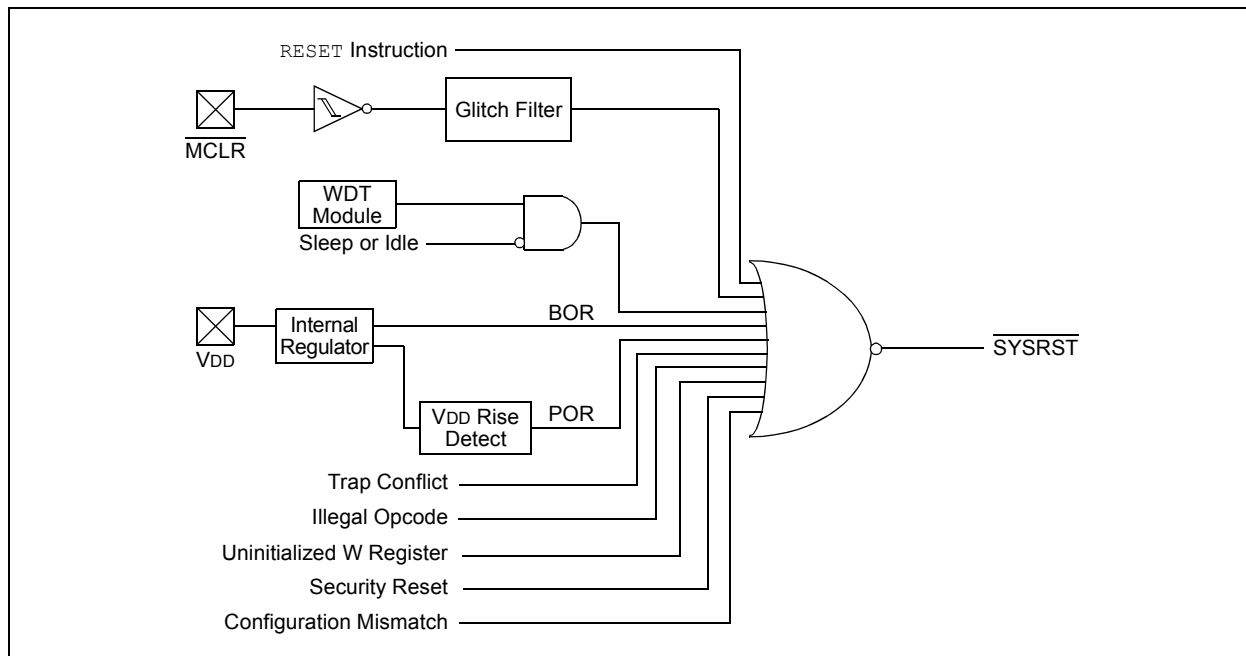 RESET Instruction
Glitch Filter
MCLR
WDT
Module
Sleep or Idle
BOR
Internal
Regulator
VDD
SYSRST
POR
VDD Rise
Detect
Trap Conflict
Illegal Opcode
Uninitialized W Register
Security Reset
Configuration Mismatch